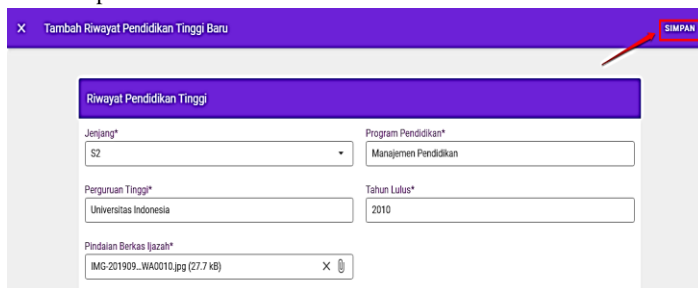 Tambah Riwayat Pendidikan Tinggi Baru
SIMPAN
Riwayat Pendidikan Tinggi
Jenjang*
Program Pendidikan*
S2
Manajemen Pendidikan
Perguruan Tinggi*
Tahun Lulus*
Universitas Indonesia
2010
Pindaian Berkas Ijazah*
IMG-201909...WA0010.jpg (27.7 kB)